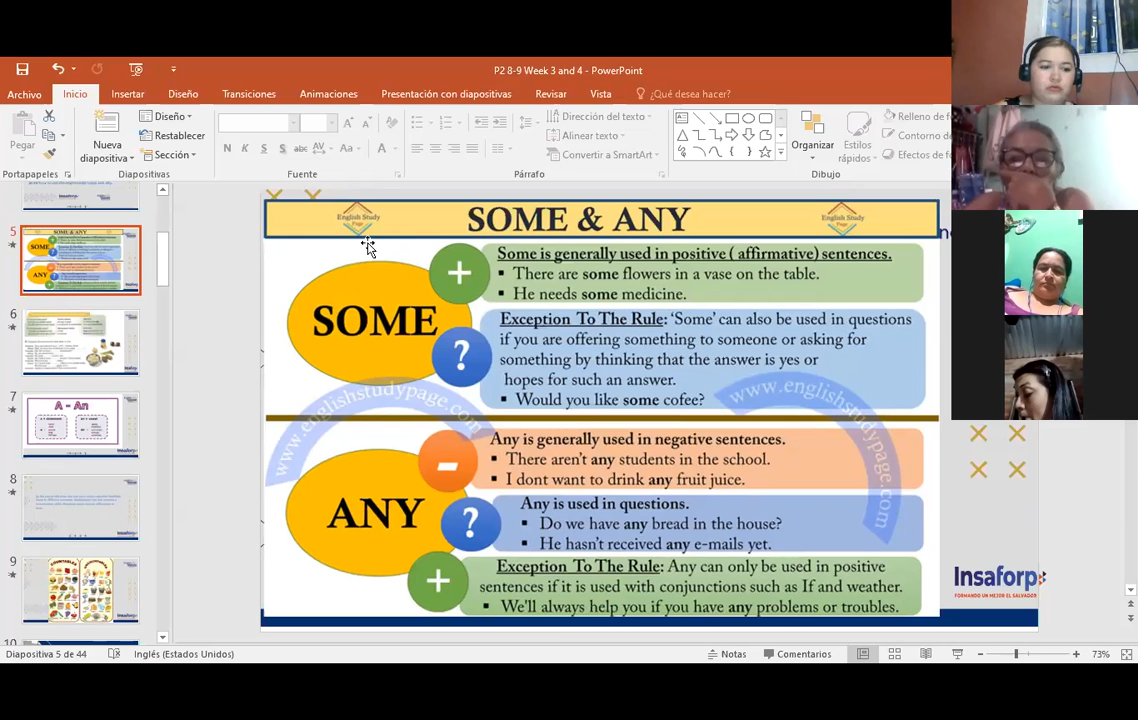 P2 8-9 Week 3 and 4 - PowerPoint
Archivo Inicio Insertar Diseño Transiciones Animaciones Presentación con diapositivas Revisar Vista ¿Qué desea hacer?
Pegar
Nueva diapositiva
Diseño
Restablecer
Sección
N K S S abc AV Aa A
Dirección del texto
Alinear texto
Convertir a SmartArt
Organizar
Estilos rápidos
Relleno de
Contorno
Efectos de
Portapapeles Diapositivas Fuente Párrafo Dibujo
5
6
7
A - An
8
9
10
SOME & ANY
English Study
Page
English Study
Page
SOME
+
Some is generally used in positive ( affirmative) sentences.
▪ There are some flowers in a vase on the table.
▪ He needs some medicine.
?
Exception To The Rule: ‘Some’ can also be used in questions
if you are offering something to someone or asking for
something by thinking that the answer is yes or
hopes for such an answer.
▪ Would you like some cofee?
www.englishstudypage.com
www.englishstudypage.com
ANY
-
Any is generally used in negative sentences.
▪ There aren’t any students in the school.
▪ I dont want to drink any fruit juice.
?
Any is used in questions.
▪ Do we have any bread in the house?
▪ He hasn’t received any e-mails yet.
+
Exception To The Rule: Any can only be used in positive
sentences if it is used with conjunctions such as If and weather.
▪ We'll always help you if you have any problems or troubles.
Insaforp
FORMANDO UN MEJOR EL SALVADOR
Diapositiva 5 de 44 Inglés (Estados Unidos) Notas Comentarios 73%